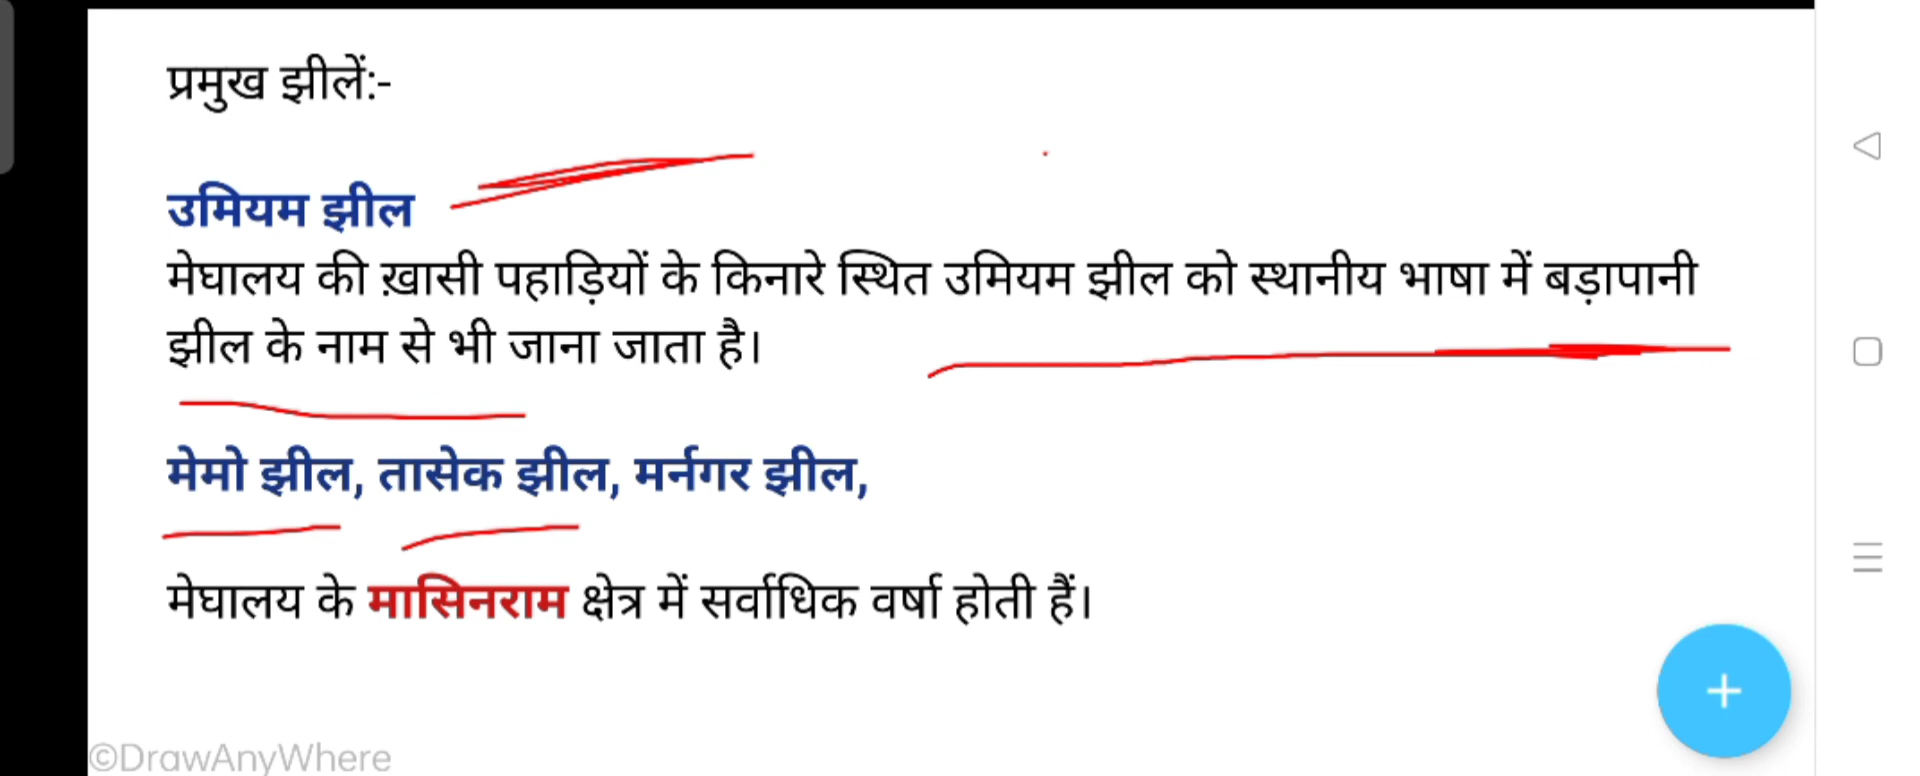 प्रमुख झीलें:-
उमियम झील
मेघालय की ख़ासी पहाड़ियों के किनारे स्थित उमियम झील को स्थानीय भाषा में बड़ापानी
झील के नाम से भी जाना जाता है।
मेमो झील, तासेक झील, मर्नगर झील,
मेघालय के मासिनराम क्षेत्र में सर्वाधिक वर्षा होती हैं।
©DrawAnyWhere